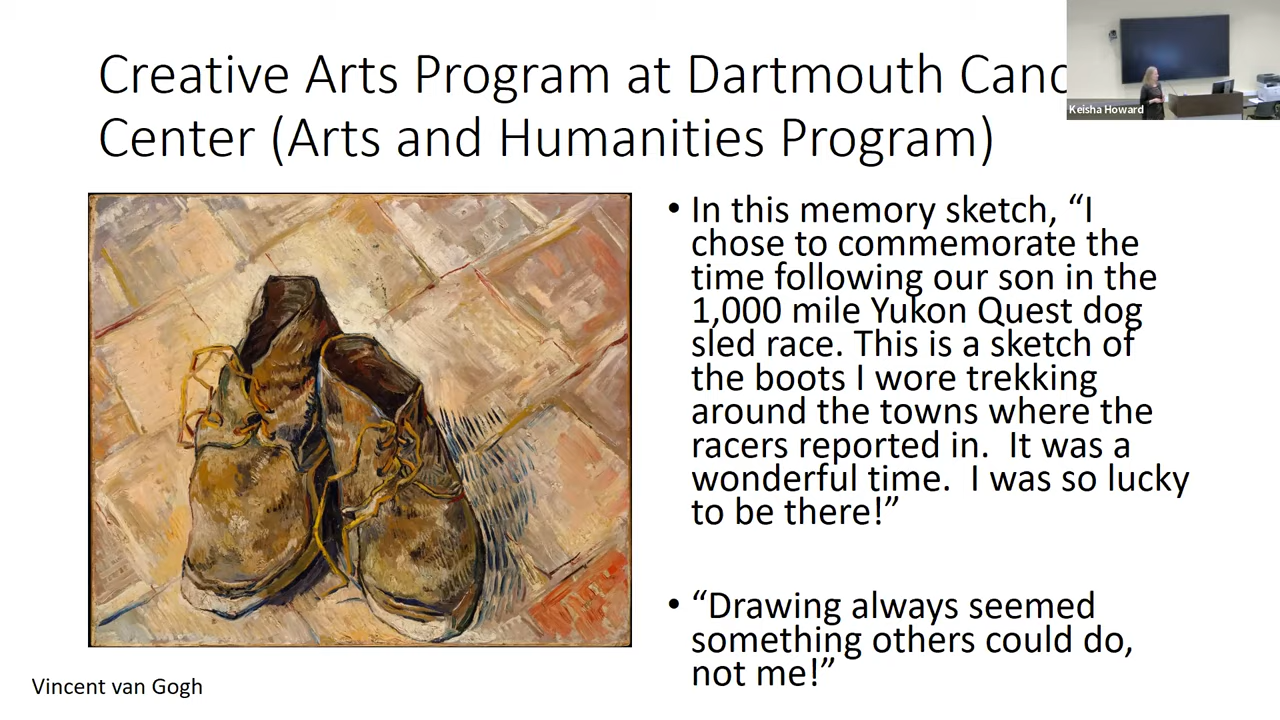 Creative Arts Program at Dartmouth Canc
Center (Arts and Humanities Program)
Keisha Howard
• In this memory sketch, “I
chose to commemorate the
time following our son in the
1,000 mile Yukon Quest dog
sled race. This is a sketch of
the boots I wore trekking
around the towns where the
racers reported in.  It was a
wonderful time.  I was so lucky
to be there!”
• “Drawing always seemed
something others could do,
not me!”
Vincent van Gogh